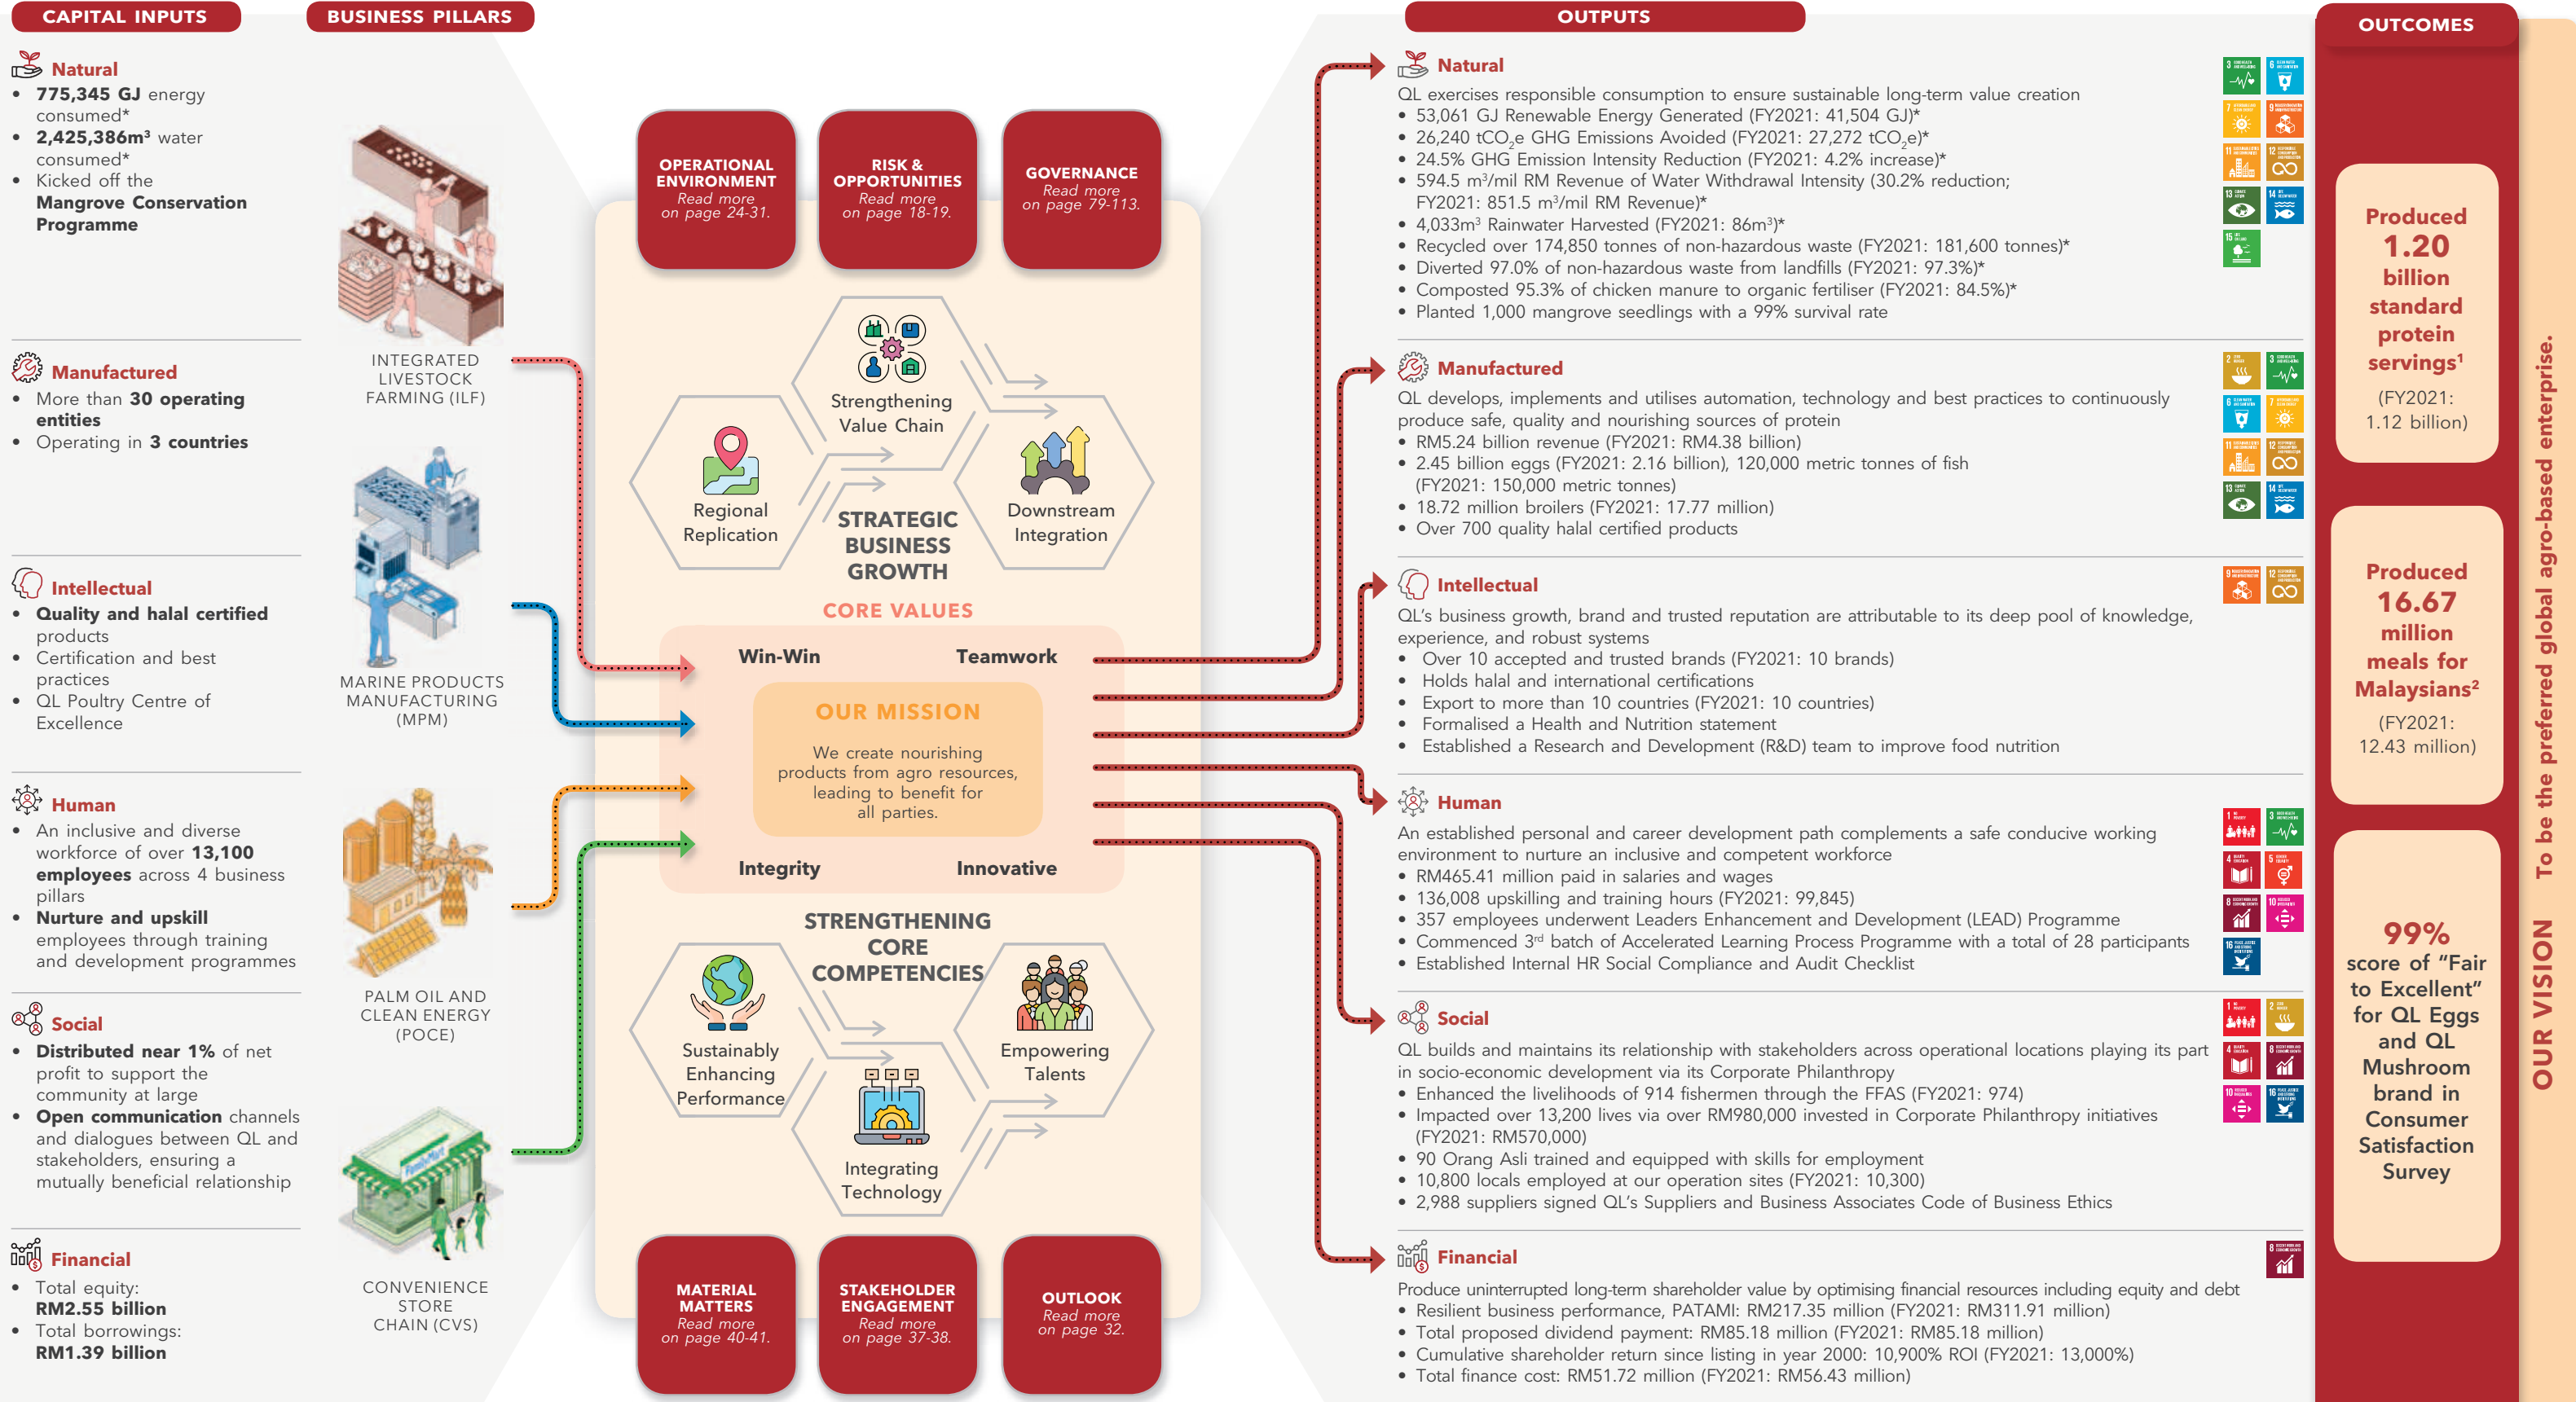 CAPITAL INPUTS
Natural
• 775,345 GJ energy
consumed*
• 2,425,386m³ water
consumed*
• Kicked off the
Mangrove Conservation
Programme
Manufactured
• More than 30 operating
entities
• Operating in 3 countries
Intellectual
• Quality and halal certified
products
• Certification and best
practices
• QL Poultry Centre of
Excellence
Human
• An inclusive and diverse
workforce of over 13,100
employees across 4 business
pillars
• Nurture and upskill
employees through training
and development programmes
Social
• Distributed near 1% of net
profit to support the
community at large
• Open communication channels
and dialogues between QL and
stakeholders, ensuring a
mutually beneficial relationship
Financial
• Total equity:
RM2.55 billion
• Total borrowings:
RM1.39 billion
BUSINESS PILLARS
INTEGRATED
LIVESTOCK
FARMING (ILF)
MARINE PRODUCTS
MANUFACTURING
(MPM)
PALM OIL AND
CLEAN ENERGY
(POCE)
FamilyMart
CONVENIENCE
STORE
CHAIN (CVS)
OPERATIONAL
ENVIRONMENT
Read more
on page 24-31.
RISK &
OPPORTUNITIES
Read more
on page 18-19.
GOVERNANCE
Read more
on page 79-113.
Strengthening
Value Chain
Regional
Replication
Downstream
Integration
STRATEGIC
BUSINESS
GROWTH
CORE VALUES
Win-Win
Teamwork
OUR MISSION
We create nourishing
products from agro resources,
leading to benefit for
all parties.
Integrity
Innovative
STRENGTHENING
CORE
COMPETENCIES
Sustainably
Enhancing
Performance
Empowering
Talents
Integrating
Technology
MATERIAL
MATTERS
Read more
on page 40-41.
STAKEHOLDER
ENGAGEMENT
Read more
on page 37-38.
OUTLOOK
Read more
on page 32.
OUTPUTS
Natural
QL exercises responsible consumption to ensure sustainable long-term value creation
• 53,061 GJ Renewable Energy Generated (FY2021: 41,504 GJ)*
• 26,240 tCO₂e GHG Emissions Avoided (FY2021: 27,272 tCO₂e)*
• 24.5% GHG Emission Intensity Reduction (FY2021: 4.2% increase)*
• 594.5 m³/mil RM Revenue of Water Withdrawal Intensity (30.2% reduction;
FY2021: 851.5 m³/mil RM Revenue)*
• 4,033m³ Rainwater Harvested (FY2021: 86m³)*
• Recycled over 174,850 tonnes of non-hazardous waste (FY2021: 181,600 tonnes)*
• Diverted 97.0% of non-hazardous waste from landfills (FY2021: 97.3%)*
• Composted 95.3% of chicken manure to organic fertiliser (FY2021: 84.5%)*
• Planted 1,000 mangrove seedlings with a 99% survival rate
3 6
7 9
11 12
13 14
15
Manufactured
QL develops, implements and utilises automation, technology and best practices to continuously
produce safe, quality and nourishing sources of protein
• RM5.24 billion revenue (FY2021: RM4.38 billion)
• 2.45 billion eggs (FY2021: 2.16 billion), 120,000 metric tonnes of fish
(FY2021: 150,000 metric tonnes)
• 18.72 million broilers (FY2021: 17.77 million)
• Over 700 quality halal certified products
2 3
6 7
11 12
13 14
Intellectual
QL's business growth, brand and trusted reputation are attributable to its deep pool of knowledge,
experience, and robust systems
• Over 10 accepted and trusted brands (FY2021: 10 brands)
• Holds halal and international certifications
• Export to more than 10 countries (FY2021: 10 countries)
• Formalised a Health and Nutrition statement
• Established a Research and Development (R&D) team to improve food nutrition
9 12
Human
An established personal and career development path complements a safe conducive working
environment to nurture an inclusive and competent workforce
• RM465.41 million paid in salaries and wages
• 136,008 upskilling and training hours (FY2021: 99,845)
• 357 employees underwent Leaders Enhancement and Development (LEAD) Programme
• Commenced 3rd batch of Accelerated Learning Process Programme with a total of 28 participants
• Established Internal HR Social Compliance and Audit Checklist
1 3
4 5
8 10
16
Social
QL builds and maintains its relationship with stakeholders across operational locations playing its part
in socio-economic development via its Corporate Philanthropy
• Enhanced the livelihoods of 914 fishermen through the FFAS (FY2021: 974)
• Impacted over 13,200 lives via over RM980,000 invested in Corporate Philanthropy initiatives
(FY2021: RM570,000)
• 90 Orang Asli trained and equipped with skills for employment
• 10,800 locals employed at our operation sites (FY2021: 10,300)
• 2,988 suppliers signed QL's Suppliers and Business Associates Code of Business Ethics
1 2
4 8
10 16
Financial
Produce uninterrupted long-term shareholder value by optimising financial resources including equity and debt
• Resilient business performance, PATAMI: RM217.35 million (FY2021: RM311.91 million)
• Total proposed dividend payment: RM85.18 million (FY2021: RM85.18 million)
• Cumulative shareholder return since listing in year 2000: 10,900% ROI (FY2021: 13,000%)
• Total finance cost: RM51.72 million (FY2021: RM56.43 million)
8
OUTCOMES
Produced
1.20
billion
standard
protein
servings¹
(FY2021:
1.12 billion)
Produced
16.67
million
meals for
Malaysians²
(FY2021:
12.43 million)
99%
score of "Fair
to Excellent"
for QL Eggs
and QL
Mushroom
brand in
Consumer
Satisfaction
Survey
OUR VISION To be the preferred global agro-based enterprise.